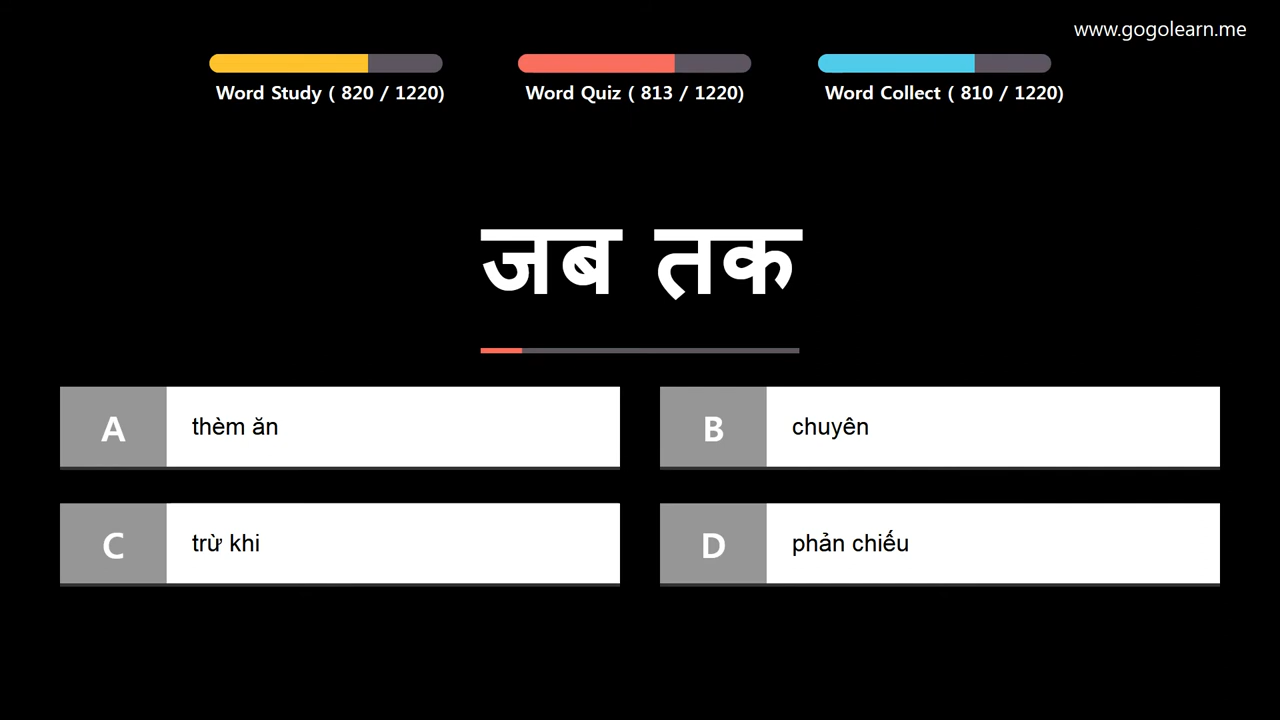 www.gogolearn.me
Word Study ( 820 / 1220)
Word Quiz ( 813 / 1220)
Word Collect ( 810 / 1220)
जब तक
A
thèm ăn
B
chuyên
C
trừ khi
D
phản chiếu